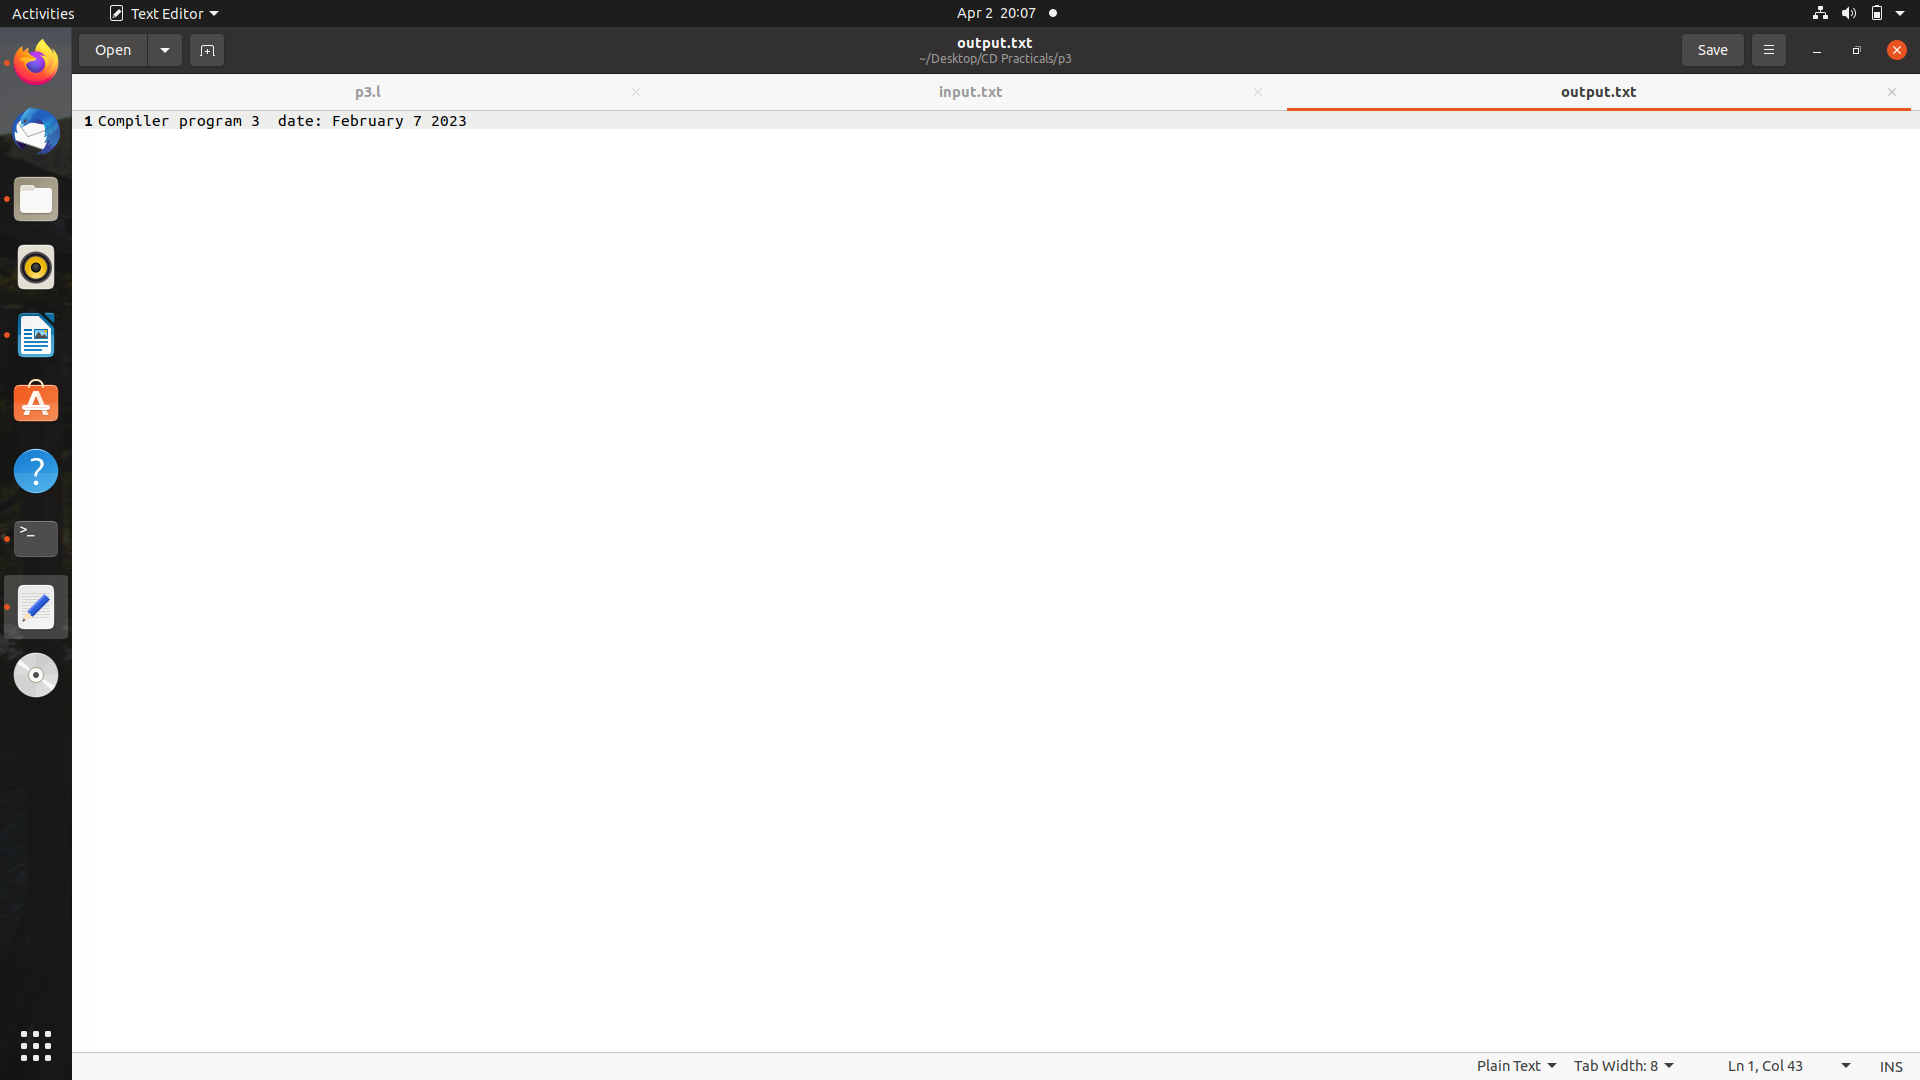 Activities Text Editor Apr 2 20:07
Open output.txt Save
~/Desktop/CD Practicals/p3
p3.l input.txt output.txt
1 Compiler program 3  date: February 7 2023
Plain Text Tab Width: 8 Ln 1, Col 43 INS